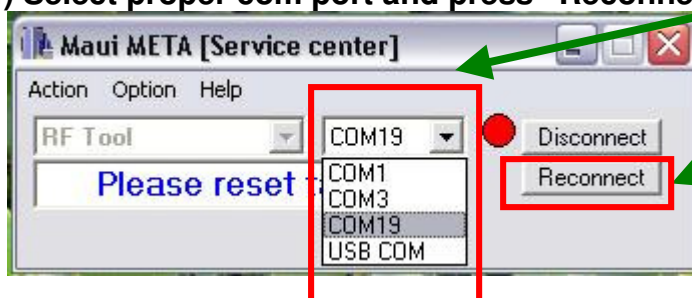 ) Select proper com port and press "Reconne
Maui META [Service center]
Action Option Help
RF Tool COM19 Disconnect
Please reset Reconnect
COM1
COM3
COM19
USB COM